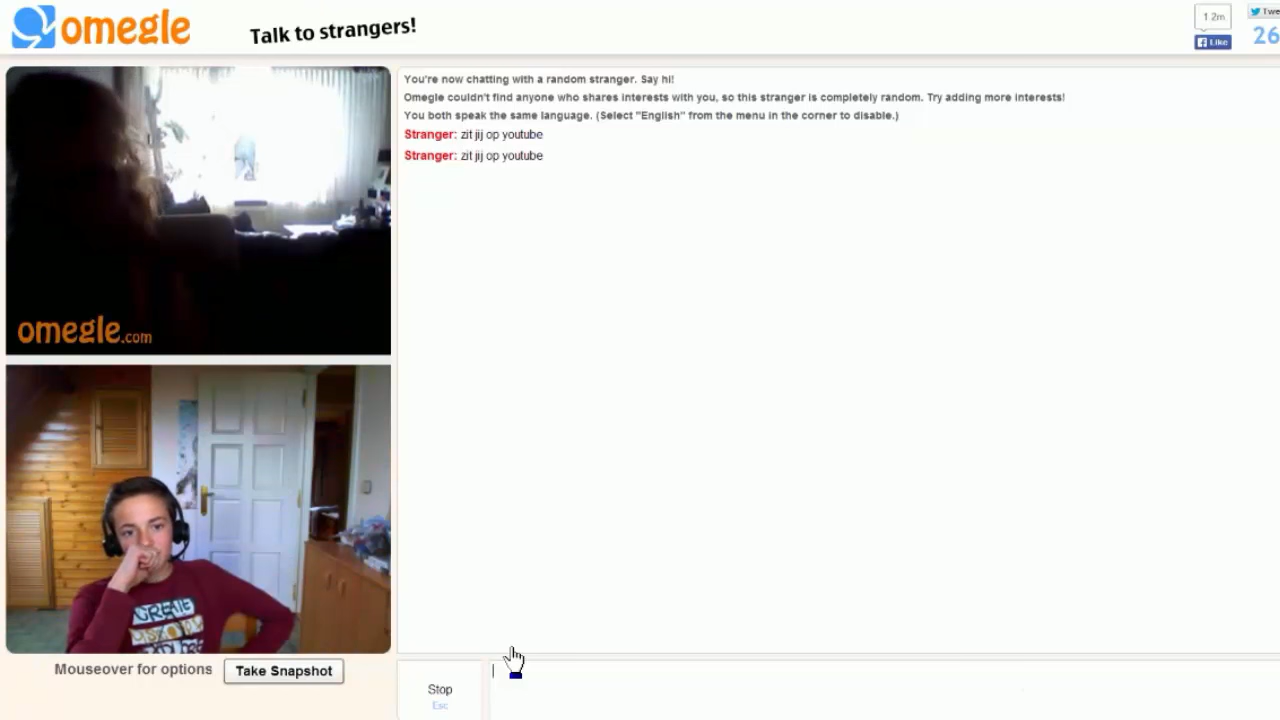 omegle
Talk to strangers!
1 2m
Like
Twe
26
You're now chatting with a random stranger. Say hi!
Omegle couldn't find anyone who shares interests with you, so this stranger is completely random. Try adding more interests!
You both speak the same language. (Select "English" from the menu in the corner to disable.)
Stranger: zit jij op youtube
Stranger: zit jij op youtube
omegle.com
CREATE
Mouseover for options
Take Snapshot
Stop
Esc